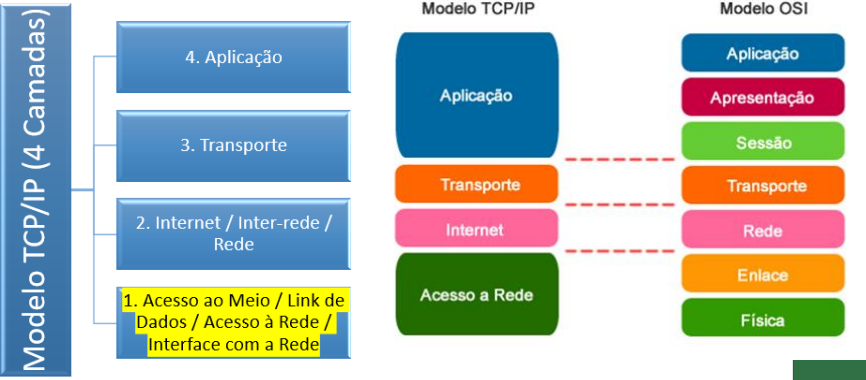 Modelo TCP/IP (4 Camadas)
4. Aplicação
3. Transporte
2. Internet / Inter-rede /
Rede
1. Acesso ao Meio / Link de
Dados / Acesso à Rede /
Interface com a Rede
Modelo TCP/IP
Aplicação
Transporte
Internet
Acesso a Rede
Modelo OSI
Aplicação
Apresentação
Sessão
Transporte
Rede
Enlace
Física